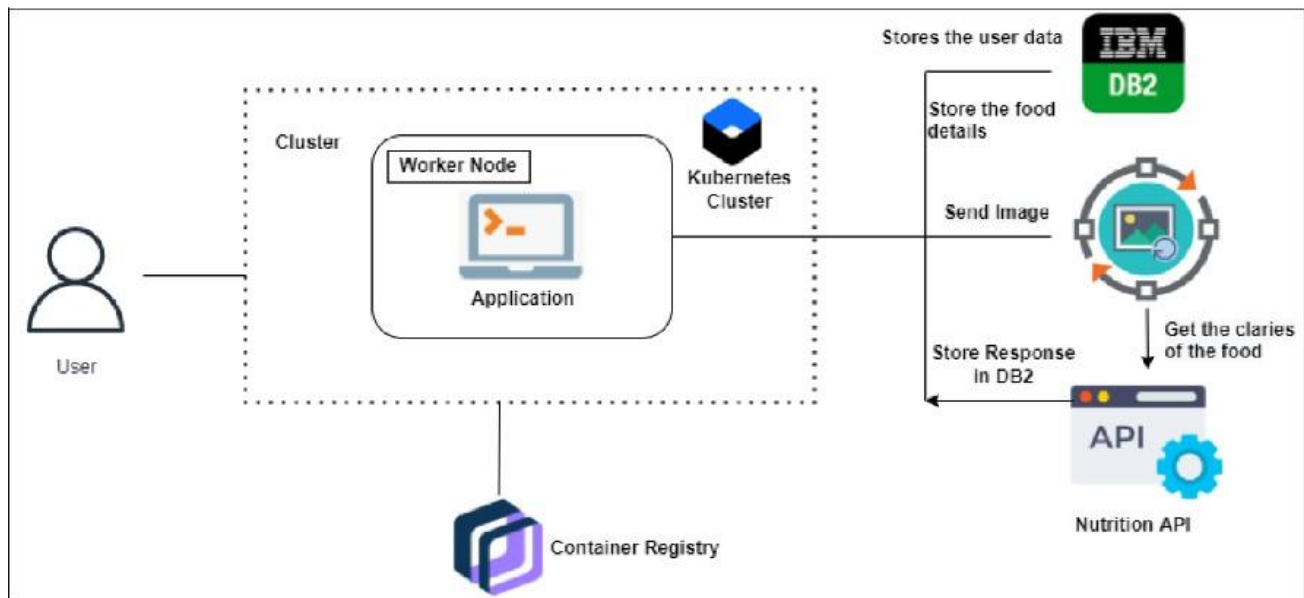 Stores the user data
IBM
DB2
Store the food
details
Cluster
Worker Node
Kubernetes
Cluster
Send Image
Application
User
Get the claries
of the food
Store Response
in DB2
API
Nutrition API
Container Registry